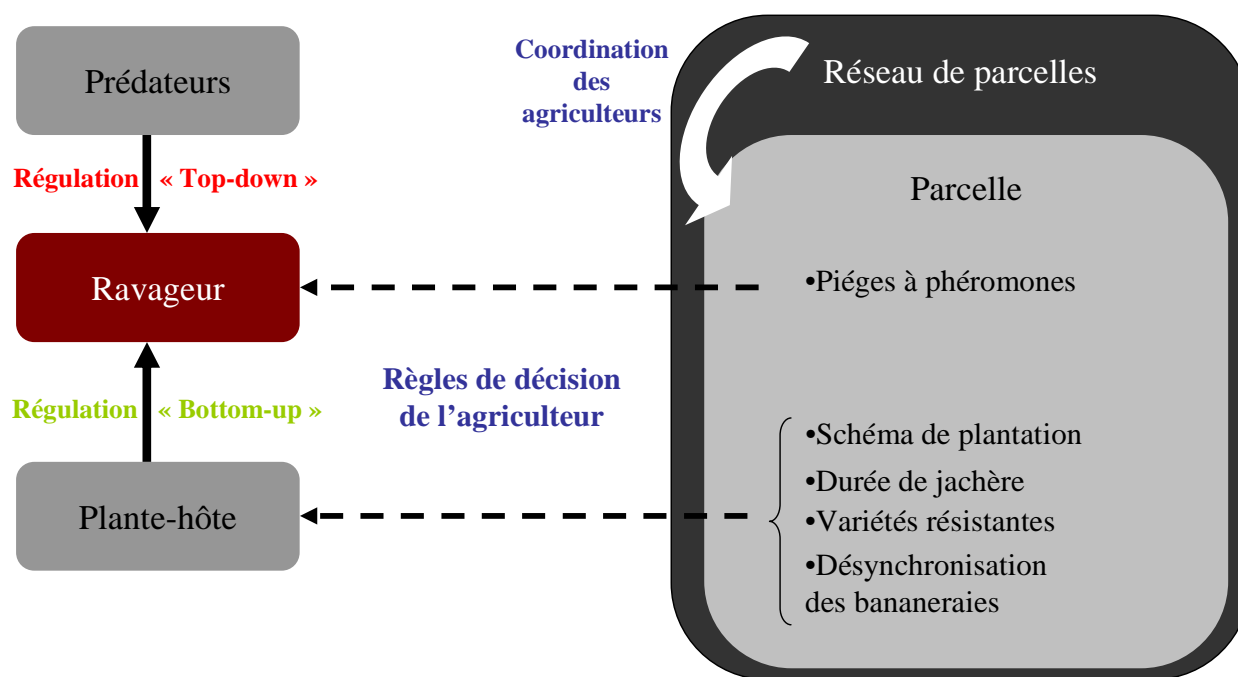 Prédateurs
Régulation « Top-down »
Ravageur
Régulation « Bottom-up »
Plante-hôte
Coordination
des
agriculteurs
Règles de décision
de l’agriculteur
Réseau de parcelles
Parcelle
•Piéges à phéromones
•Schéma de plantation
•Durée de jachère
•Variétés résistantes
•Désynchronisation
des bananeraies